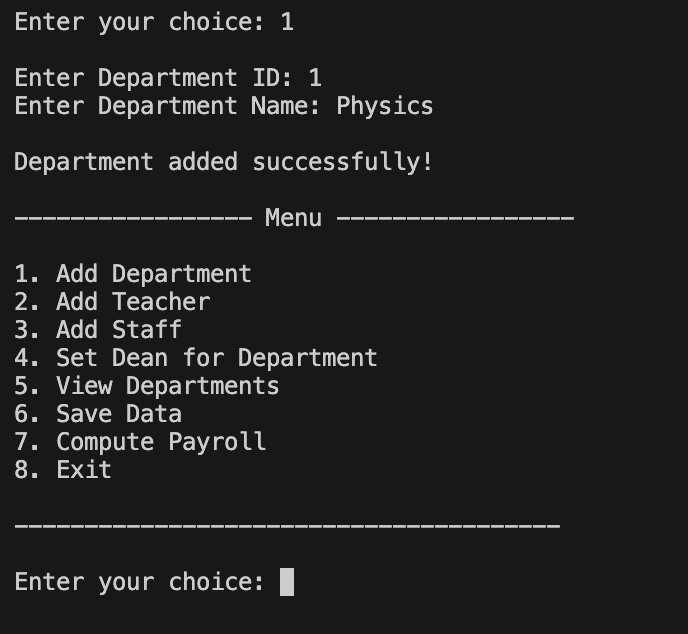 Enter your choice: 1
Enter Department ID: 1
Enter Department Name: Physics
Department added successfully!
----------------- Menu -----------------
1. Add Department
2. Add Teacher
3. Add Staff
4. Set Dean for Department
5. View Departments
6. Save Data
7. Compute Payroll
8. Exit
---------------------------------------
Enter your choice: